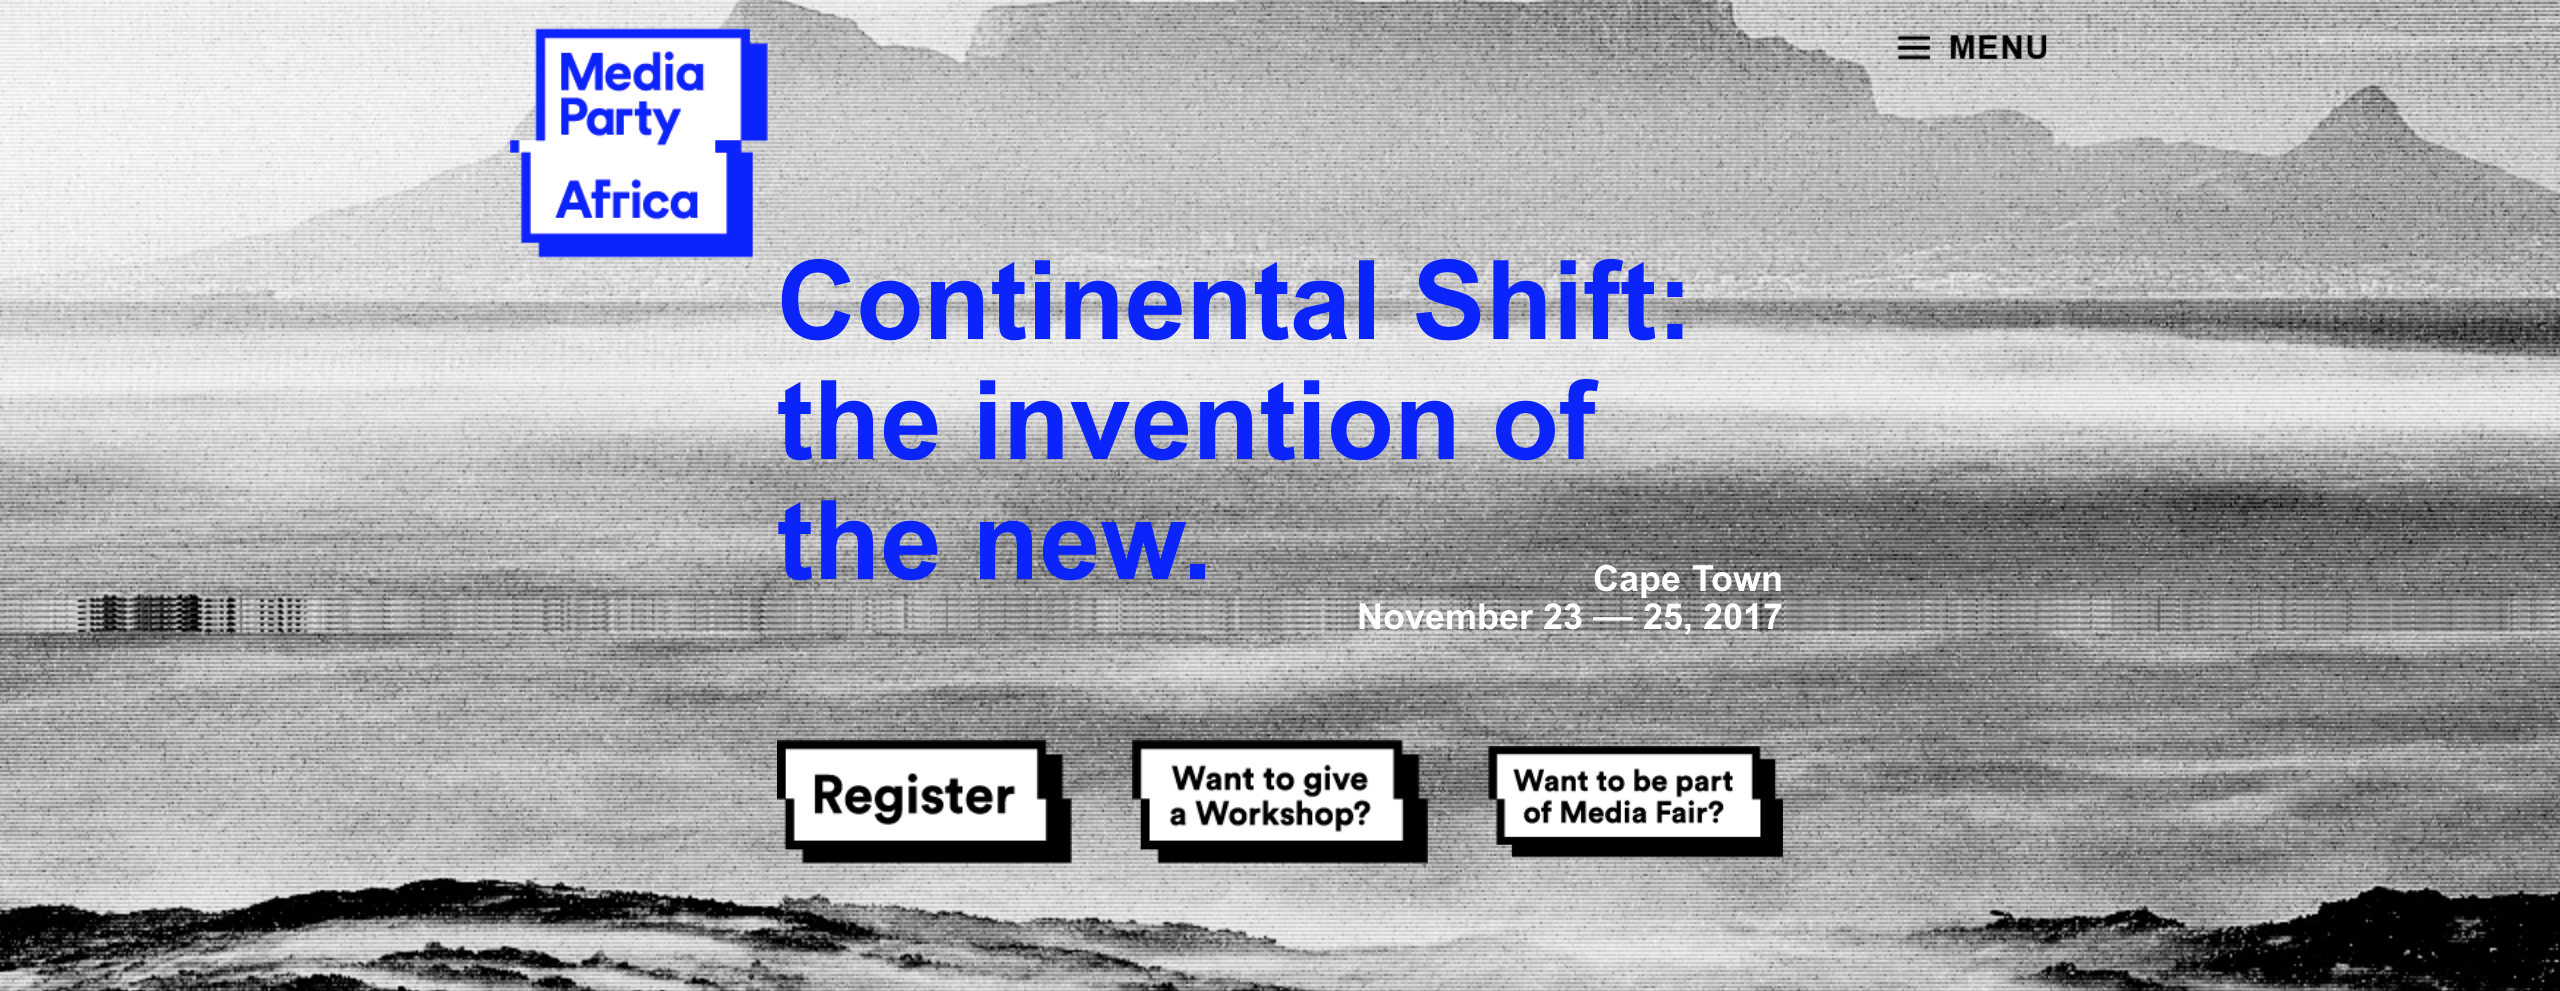 Media
Party
Africa
MENU
Continental Shift:
the invention of
the new.
Cape Town
November 23 — 25, 2017
Register
Want to give
a Workshop?
Want to be part
of Media Fair?